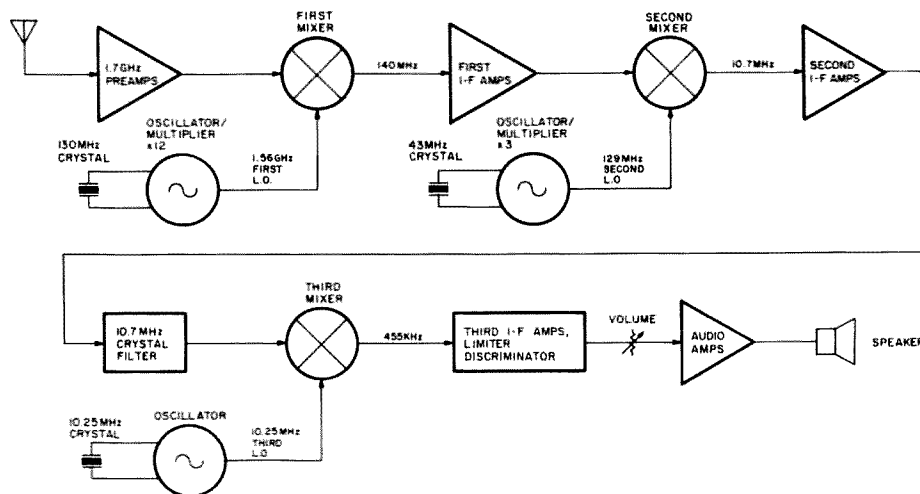 1.7GHz
PREAMPS
FIRST
MIXER
140MHz
FIRST
I-F AMPS
SECOND
MIXER
10.7MHz
SECOND
I-F AMPS
130MHz
CRYSTAL
OSCILLATOR/
MULTIPLIER
x12
1.56GHz
FIRST
L.O.
43MHz
CRYSTAL
OSCILLATOR/
MULTIPLIER
x3
129MHz
SECOND
L.O
10.7MHz
CRYSTAL
FILTER
THIRD
MIXER
455KHz
THIRD I-F AMPS,
LIMITER
DISCRIMINATOR
VOLUME
AUDIO
AMPS
SPEAKER
10.25MHz
CRYSTAL
OSCILLATOR
10.25MHz
THIRD
L.O